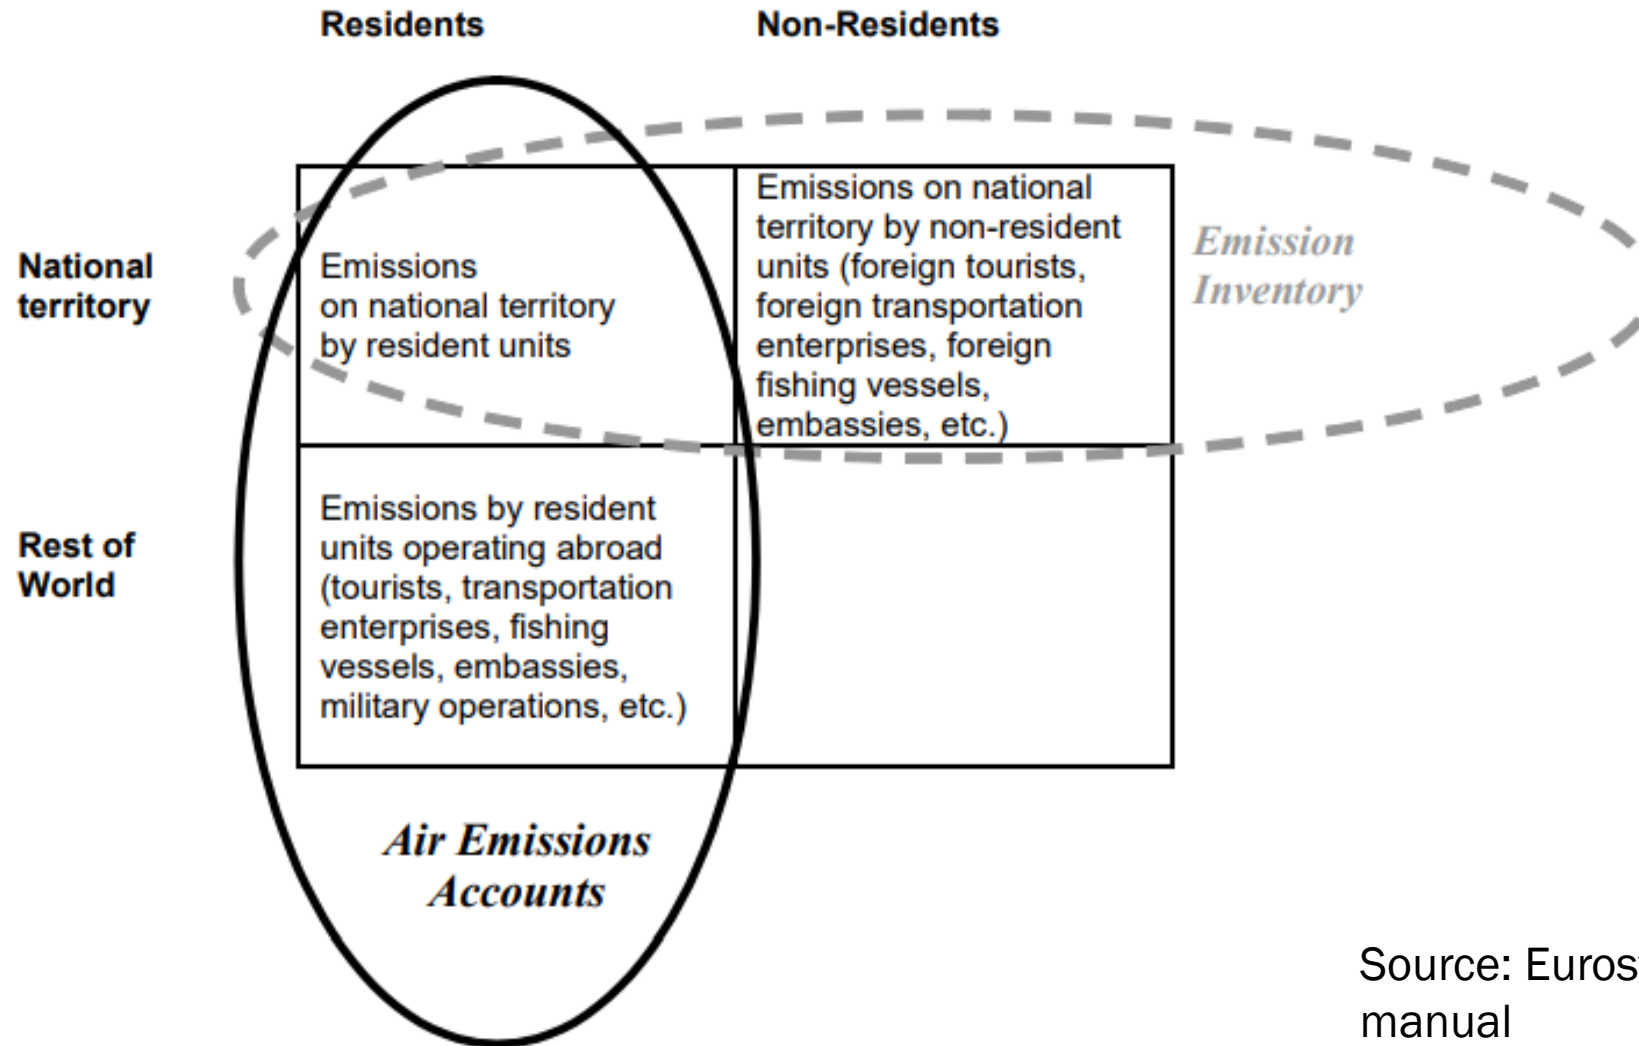 Residents
Non-Residents
National
territory
Emissions
on national territory
by resident units
Emissions on national
territory by non-resident
units (foreign tourists,
foreign transportation
enterprises, foreign
fishing vessels,
embassies, etc.)
Emission
Inventory
Rest of
World
Emissions by resident
units operating abroad
(tourists, transportation
enterprises, fishing
vessels, embassies,
military operations, etc.)
Air Emissions
Accounts
Source:
manual